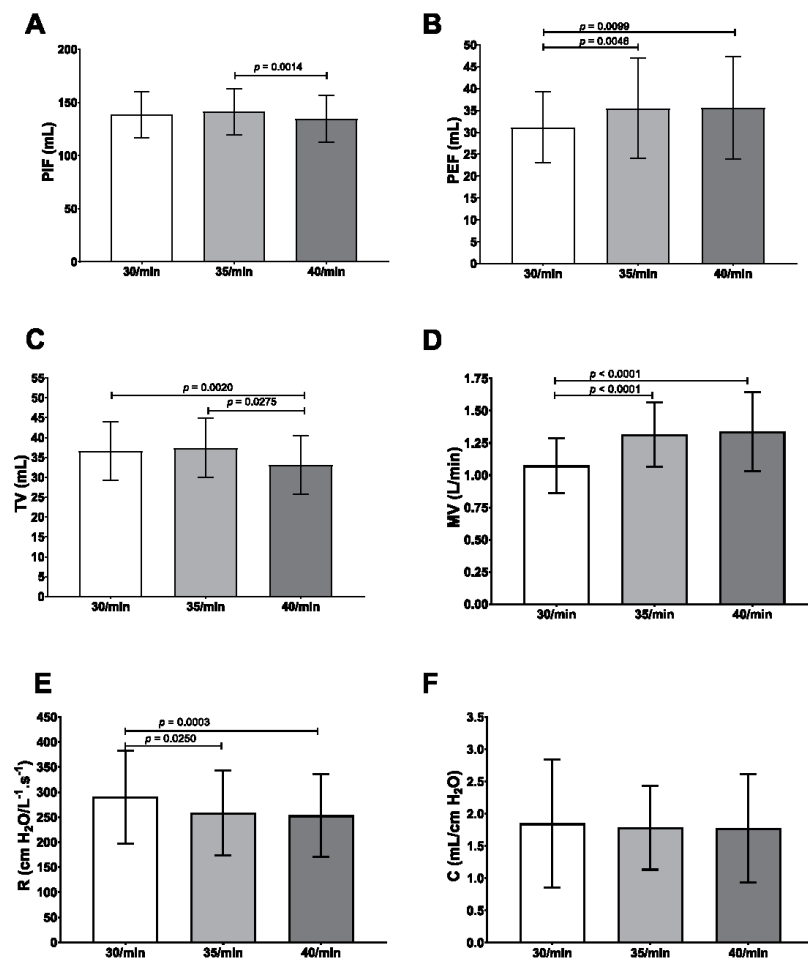 A
PIF (mL)
200
150
100
50
0
p = 0.0014
30/min 35/min 40/min
B
PEF (mL)
50
45
40
35
30
25
20
15
10
5
0
p = 0.0099
p = 0.0046
30/min 35/min 40/min
C
TV (mL)
55
50
45
40
35
30
25
20
15
10
5
0
p = 0.0020
p = 0.0275
30/min 35/min 40/min
D
MV (L/min)
1.75
1.50
1.25
1.00
0.75
0.50
0.25
0.00
p < 0.0001
p < 0.0001
30/min 35/min 40/min
E
R (cm H₂O/L⁻¹.s⁻¹)
450
400
350
300
250
200
150
100
50
0
p = 0.0003
p = 0.0250
30/min 35/min 40/min
F
C (mL/cm H₂O)
3.5
3.0
2.5
2.0
1.5
1.0
0.5
0.0
30/min 35/min 40/min